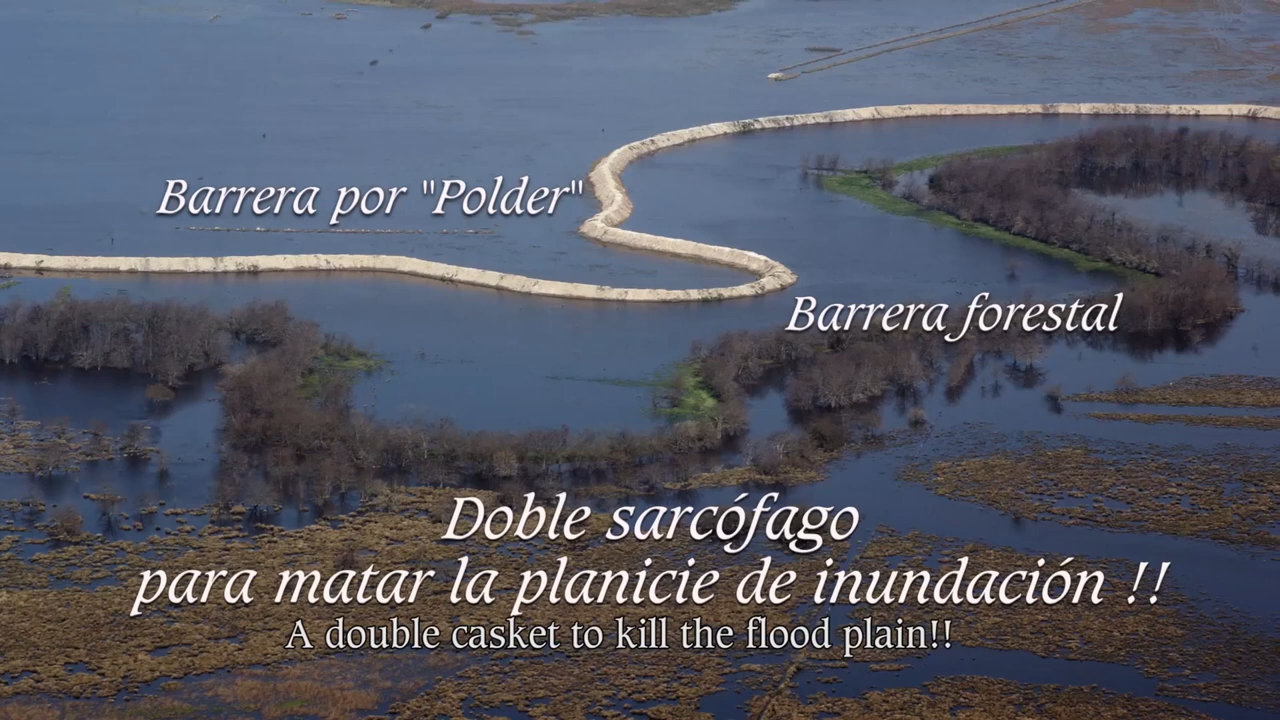 Barrera por "Polder"
Barrera forestal
Doble sarcófago
para matar la planicie de inundación !!
A double casket to kill the flood plain!!